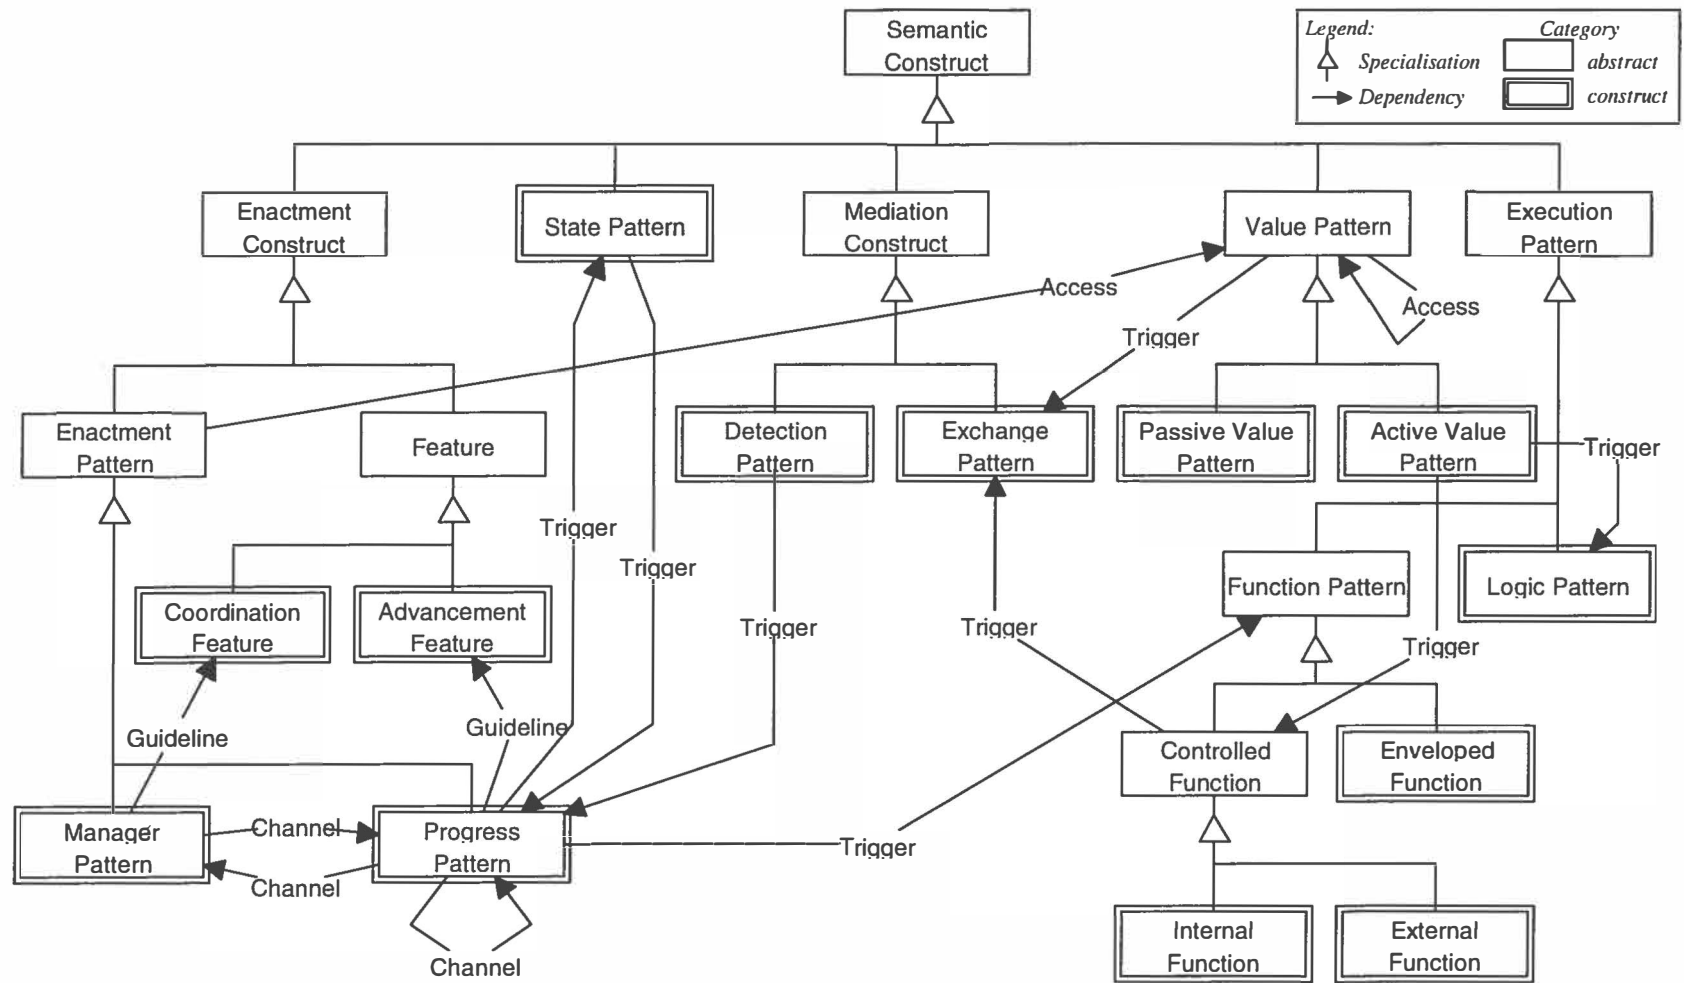 Semantic
Construct
Legend:
Category
Specialisation
abstract
Dependency
construct
Enactment
Construct
State Pattern
Mediation
Construct
Value Pattern
Execution
Pattern
Access
Access
Trigger
Enactment
Pattern
Feature
Detection
Pattern
Exchange
Pattern
Passive Value
Pattern
Active Value
Pattern
Trigger
Trigger
Trigger
Function Pattern
Logic Pattern
Coordination
Feature
Advancement
Feature
Trigger
Trigger
Trigger
Guideline
Guideline
Controlled
Function
Enveloped
Function
Manager
Pattern
Channel
Progress
Pattern
Trigger
Channel
Internal
Function
External
Function
Channel